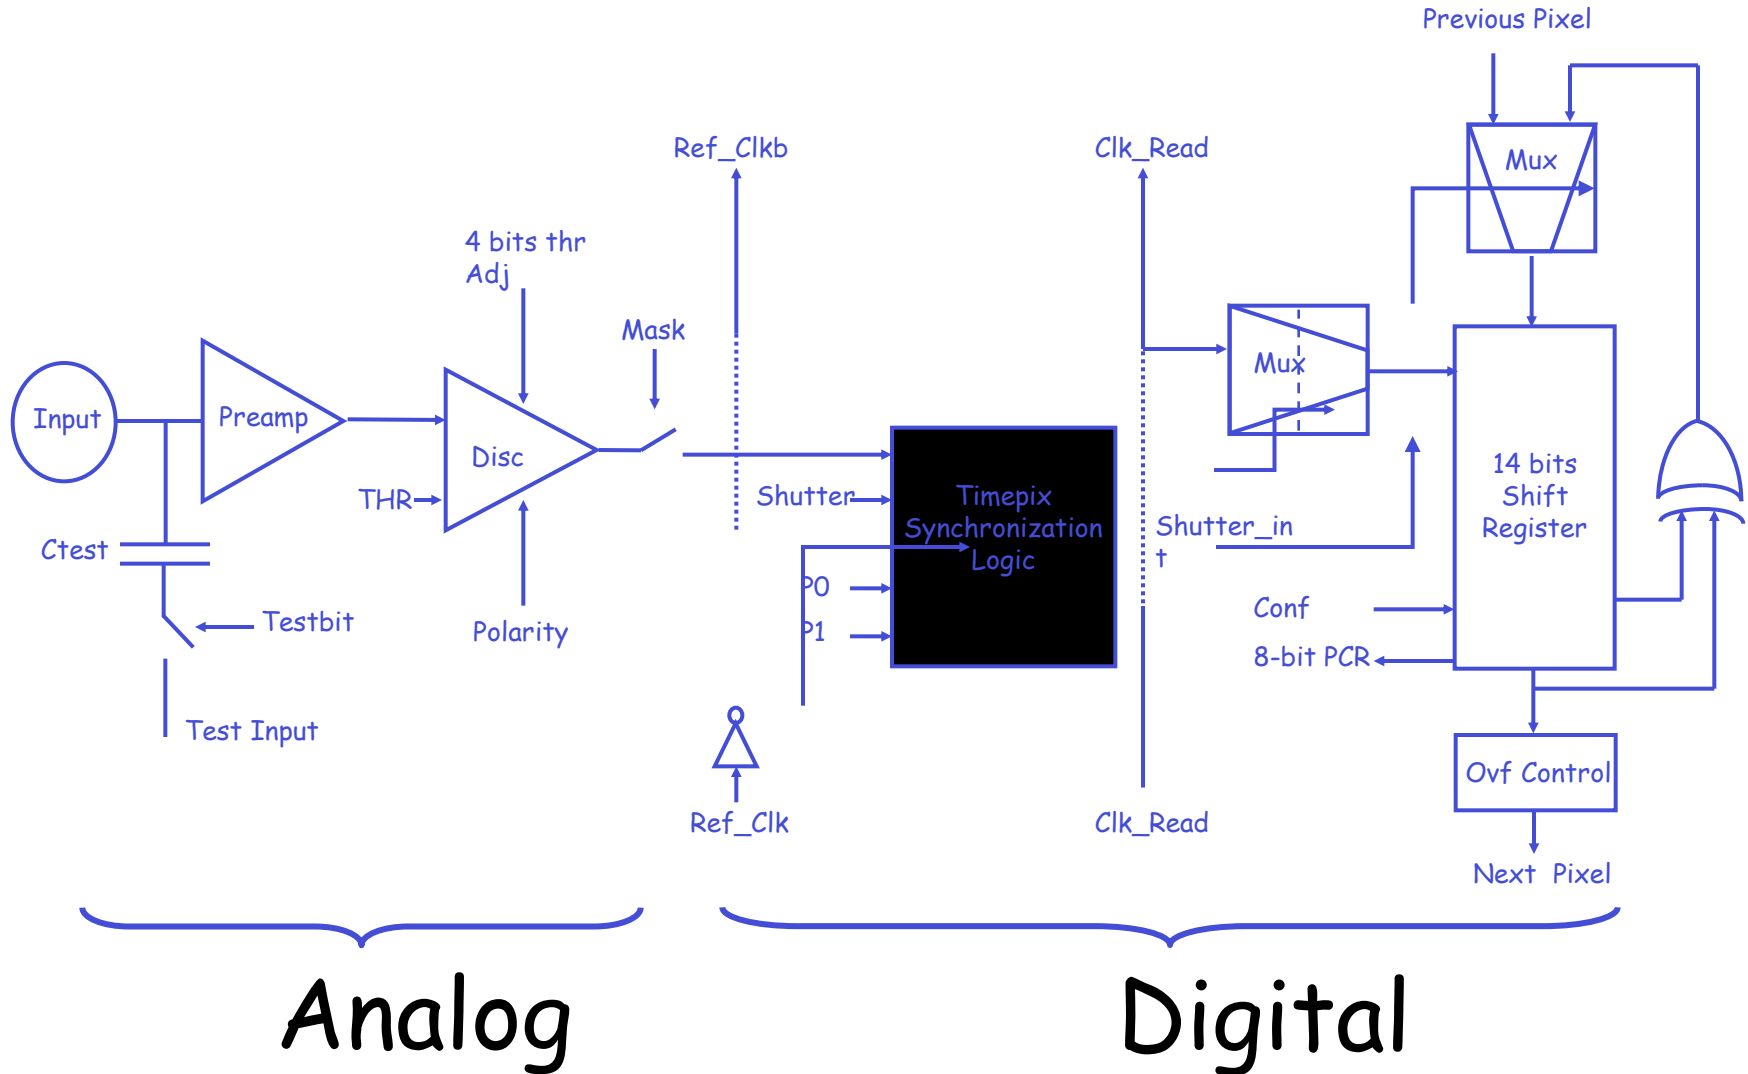 Previous Pixel
Ref_Clkb
Clk_Read
Mux
4 bits thr
Adj
Mask
Mux
Input
Preamp
Disc
THR
Shutter
Timepix
Synchronization
Logic
14 bits
Shift
Register
Shutter_in
t
Ctest
P0
Conf
Testbit
Polarity
P1
8-bit PCR
Test Input
Ovf Control
Ref_Clk
Clk_Read
Next Pixel
Analog
Digital